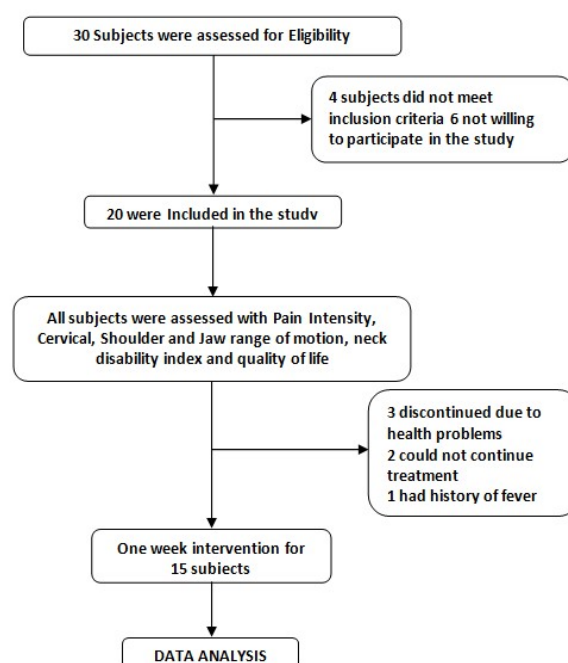 30 Subjects were assessed for Eligibility
4 subjects did not meet
inclusion criteria 6 not willing
to participate in the study
20 were Included in the study
All subjects were assessed with Pain Intensity,
Cervical, Shoulder and Jaw range of motion, neck
disability index and quality of life
3 discontinued due to
health problems
2 could not continue
treatment
1 had history of fever
One week intervention for
15 subjects
DATA ANALYSIS